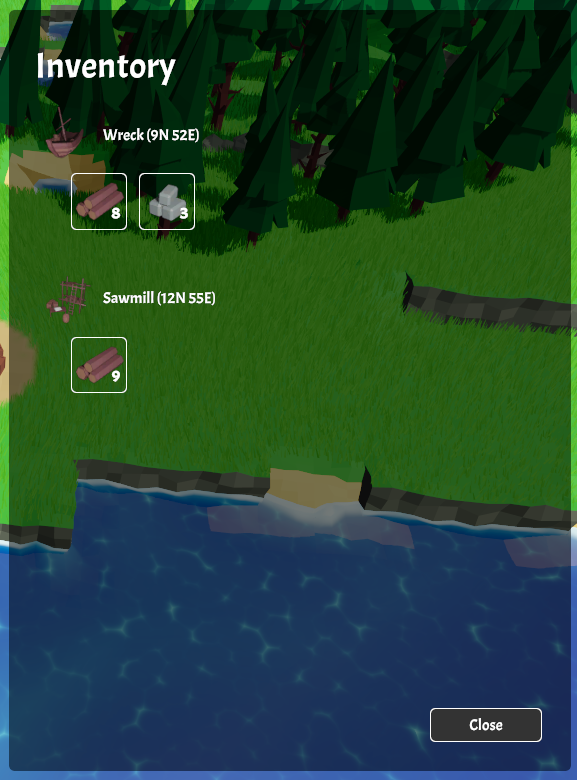 Inventory
Wreck (9N 52E)
8
3
Sawmill (12N 55E)
9
Close